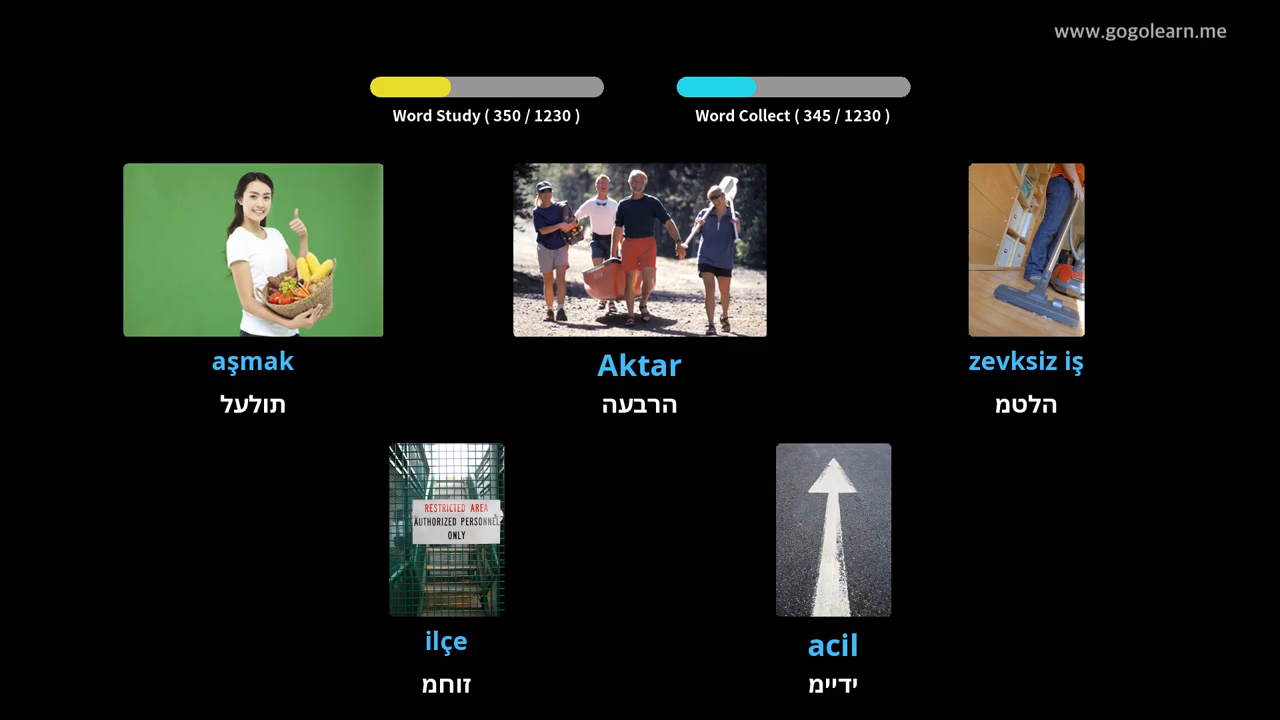 www.gogolearn.me
Word Study ( 350 / 1230 )
Word Collect ( 345 / 1230 )
aşmak
תולעל
Aktar
הרבעה
zevksiz iş
הלטמ
RESTRICTED AREA
AUTHORIZED PERSONNEL
ONLY
ilçe
זוחמ
acil
ידיימ